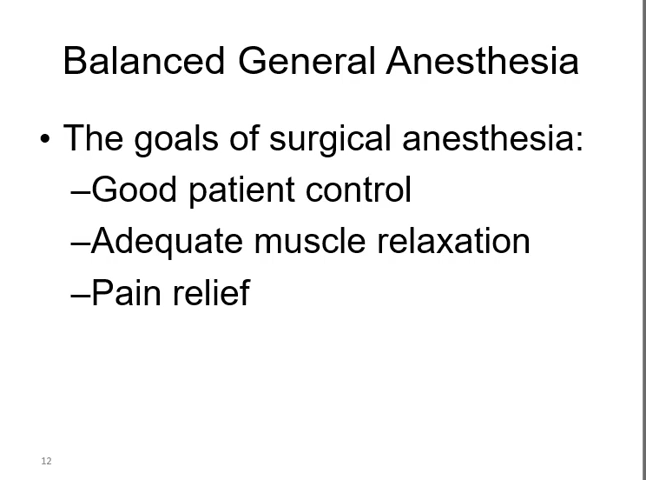 Balanced General Anesthesia
• The goals of surgical anesthesia:
–Good patient control
–Adequate muscle relaxation
–Pain relief
12